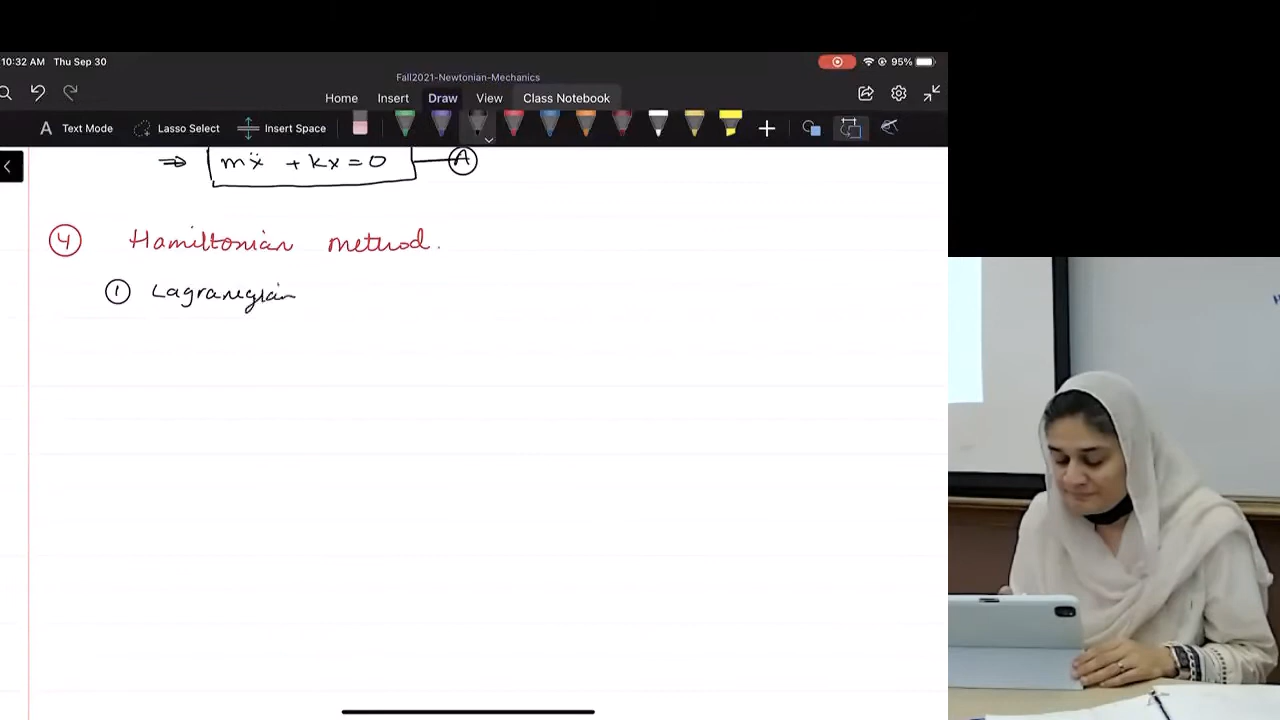 10:32 AM Thu Sep 30
95%
Fall2021-Newtonian-Mechanics
Home Insert Draw View Class Notebook
A Text Mode Lasso Select Insert Space
⇒ mẍ + kx = 0 A
4 Hamiltonian method.
1 Lagranegian